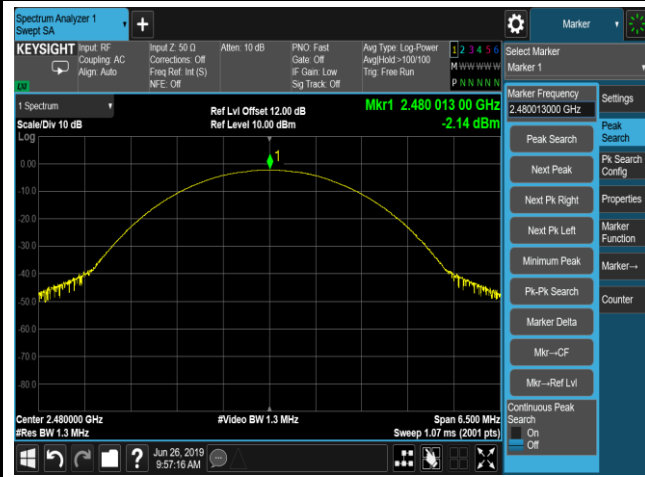 Spectrum Analyzer 1
Swept SA
Marker
KEYSIGHT
Input: RF
Coupling: AC
Align: Auto
Input Z: 50 Ω
Corrections: Off
Freq Ref: Int (S)
NFE: Off
Atten: 10 dB
PNO: Fast
Gate: Off
IF Gain: Low
Sig Track: Off
Avg Type: Log-Power
Avg|Hold:>100/100
Trig: Free Run
1 2 3 4 5 6
M W W W W W
P N N N N N
LXI
Select Marker
Marker 1
1 Spectrum
Scale/Div 10 dB
Log
Ref Lvl Offset 12.00 dB
Ref Level 10.00 dBm
Mkr1 2.480 013 00 GHz
-2.14 dBm
1
0.00
-10.0
-20.0
-30.0
-40.0
-50.0
-60.0
-70.0
-80.0
Center 2.480000 GHz
#Res BW 1.3 MHz
#Video BW 1.3 MHz
Span 6.500 MHz
Sweep 1.07 ms (2001 pts)
Marker Frequency
2.480013000 GHz
Peak Search
Next Peak
Next Pk Right
Next Pk Left
Minimum Peak
Pk-Pk Search
Marker Delta
Mkr→CF
Mkr→Ref Lvl
Continuous Peak
Search
On
Off
Settings
Peak
Search
Pk Search
Config
Properties
Marker
Function
Marker→
Counter
?
Jun 26, 2019
9:57:16 AM